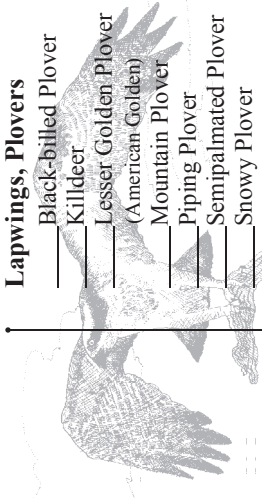 Lapwings, Plovers
Black-billed Plover
Killdeer
Lesser Golden Plover
(American Golden)
Mountain Plover
Piping Plover
Semipalmated Plover
Snowy Plover